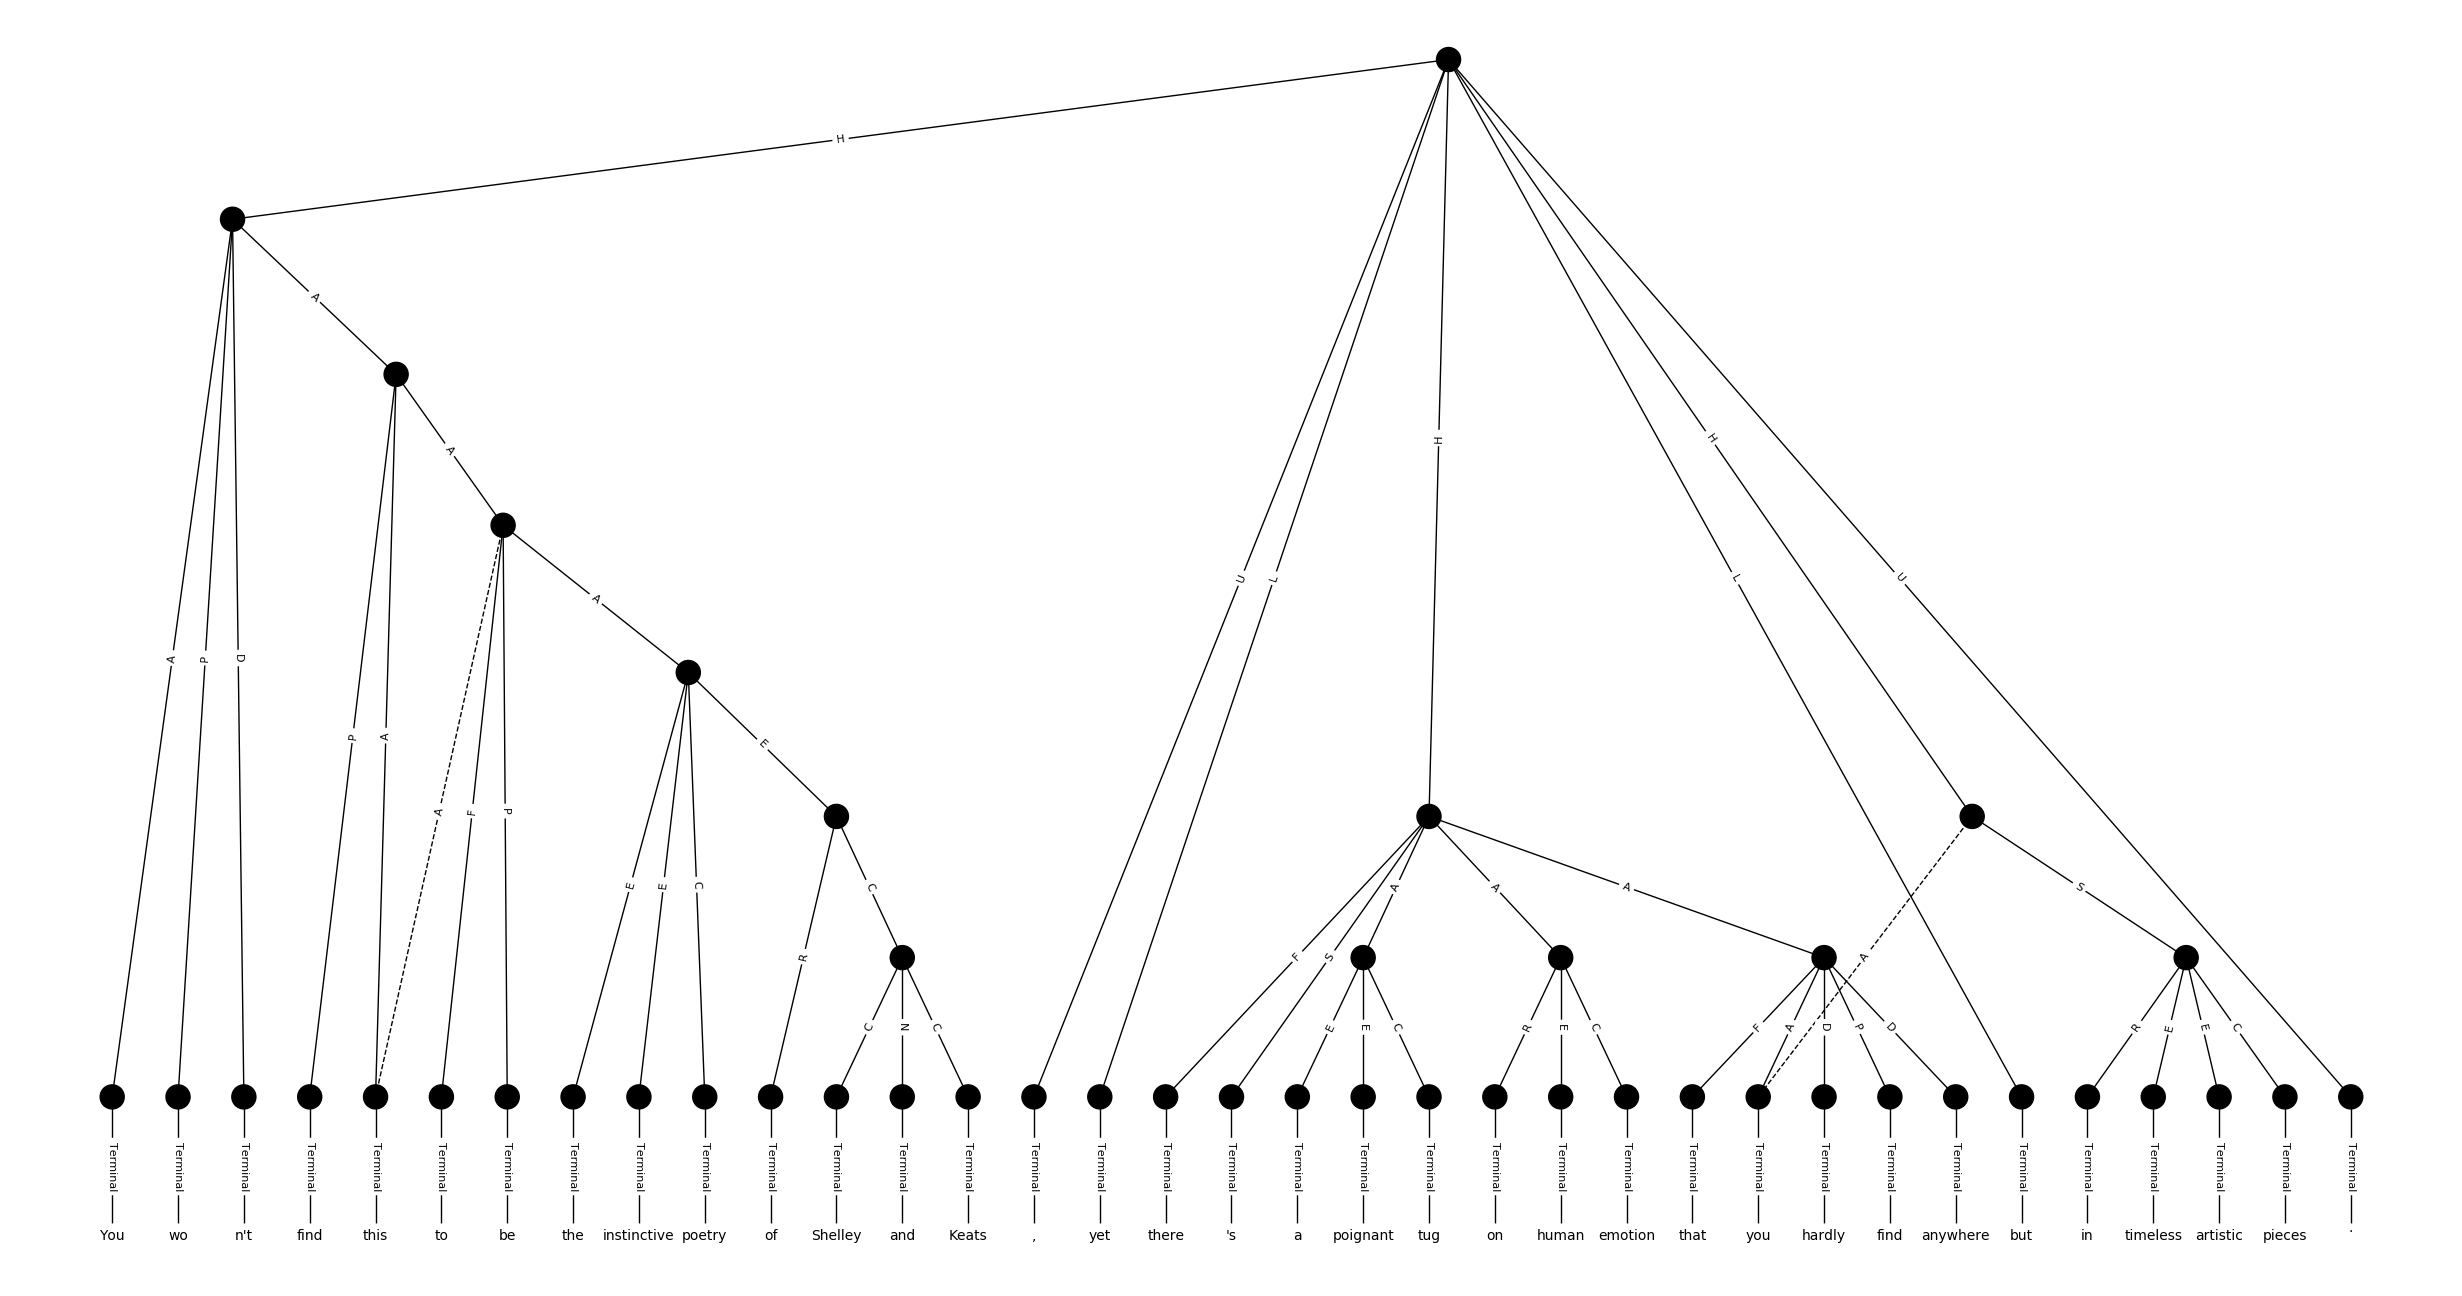 H
A
A
H
H
A
U
L
L
U
A P D
P A
A F P
E
E E C
C
A A A S
R
F S A
C N C
R E C
F A D P D
E E C
R E E C
Terminal Terminal Terminal Terminal Terminal Terminal Terminal Terminal Terminal Terminal Terminal Terminal Terminal Terminal Terminal Terminal Terminal Terminal Terminal Terminal Terminal Terminal Terminal Terminal Terminal Terminal Terminal Terminal Terminal Terminal Terminal Terminal Terminal Terminal Terminal
You wo n't find this to be the instinctive poetry of Shelley and Keats , yet there 's a poignant tug on human emotion that you hardly find anywhere but in timeless artistic pieces .